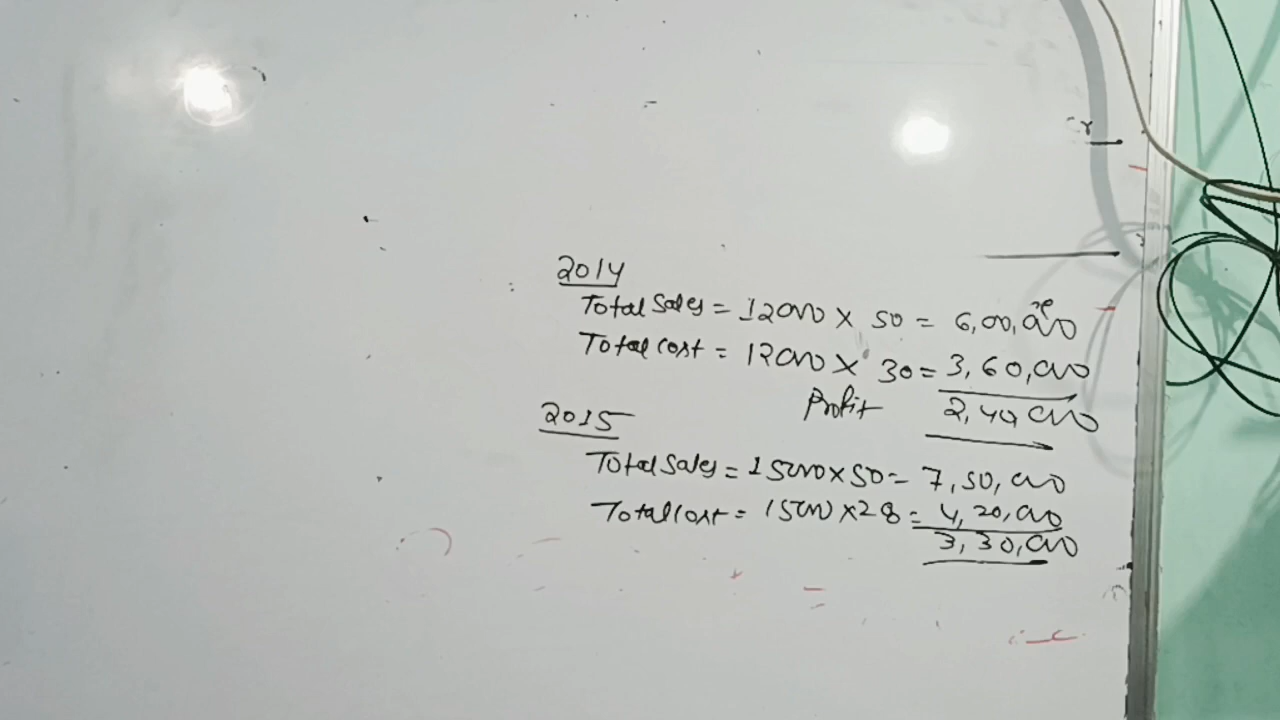 2014
Total Sales = 12000 × 50 = 6,00,000
Total cost = 12000 × 30 = 3,60,000
Profit 2,40,000
2015
Total Sales = 15000 × 50 = 7,50,000
Total Cost = 15000 × 28 = 4,20,000
3,30,000